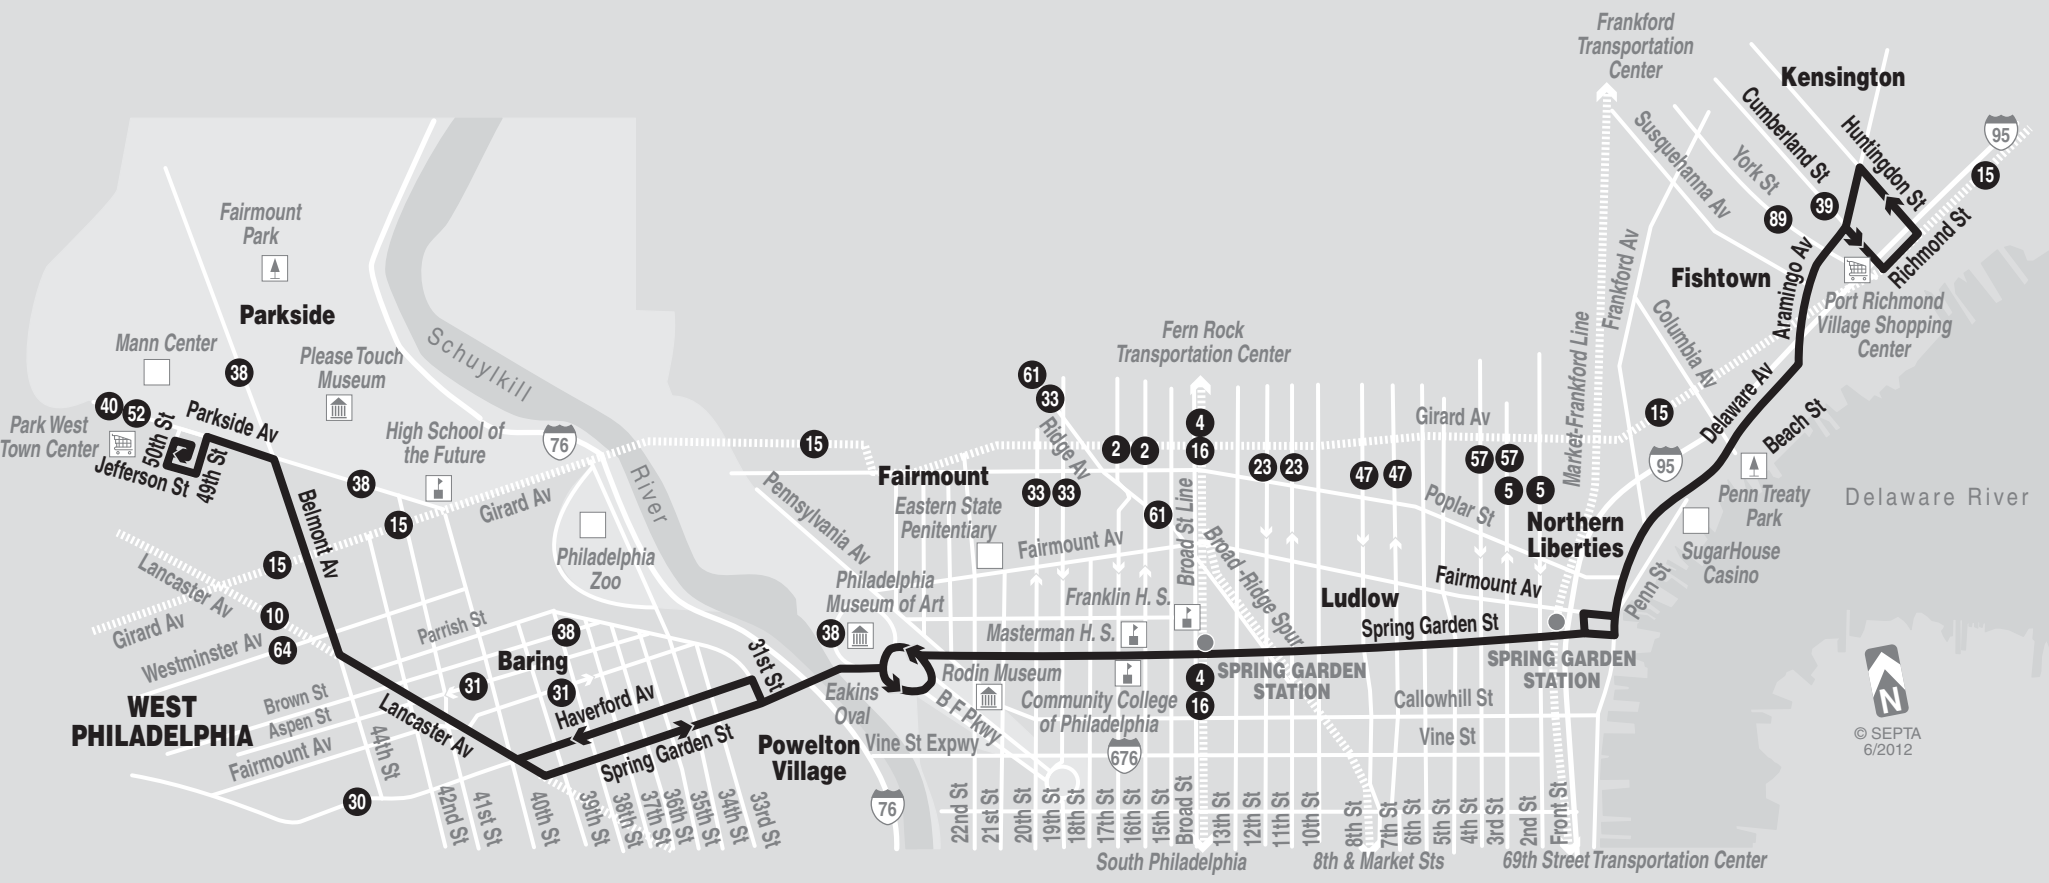 Frankford
Transportation
Center
Kensington
Cumberland St
Huntingdon St
95
15
Susquehanna Av
York St
39
89
Richmond St
Aramingo Av
Fishtown
Port Richmond
Village Shopping
Center
Frankford Av
Market-Frankford Line
Columbia Av
Delaware Av
Beach St
15
95
Penn Treaty
Park
Delaware River
SugarHouse
Casino
Penn St
Fairmount
Park
Parkside
Mann Center
Please Touch
Museum
38
40
52
Park West
Town Center
50th St
Parkside Av
Jefferson St
49th St
High School of
the Future
Schuylkill
River
76
38
15
Girard Av
Belmont Av
15
Lancaster Av
Girard Av
10
Westminster Av
64
Philadelphia
Zoo
Parrish St
38
Baring
31
31
Brown St
Aspen St
Fairmount Av
WEST
PHILADELPHIA
Lancaster Av
44th St
30
Haverford Av
Spring Garden St
31st St
42nd St
41st St
40th St
39th St
38th St
37th St
36th St
35th St
34th St
33rd St
Powelton
Village
76
15
Fairmount
Pennsylvania Av
Eastern State
Penitentiary
Philadelphia
Museum of Art
38
Eakins
Oval
Rodin Museum
B F Pkwy
Vine St Expwy
61
33
Ridge Av
33
33
61
Fairmount Av
Franklin H. S.
Masterman H. S.
Community College
of Philadelphia
676
Fern Rock
Transportation Center
4
16
2
2
Broad St Line
Broad -Ridge Spur
23
23
47
47
57
57
5
5
Girard Av
Poplar St
Northern
Liberties
Fairmount Av
Ludlow
Spring Garden St
SPRING GARDEN
STATION
SPRING GARDEN
STATION
4
16
Callowhill St
Vine St
22nd St
21st St
20th St
19th St
18th St
17th St
16th St
15th St
Broad St
13th St
12th St
11th St
10th St
8th St
7th St
6th St
5th St
4th St
3rd St
2nd St
Front St
South Philadelphia
8th & Market Sts
69th Street Transportation Center
N
© SEPTA
6/2012